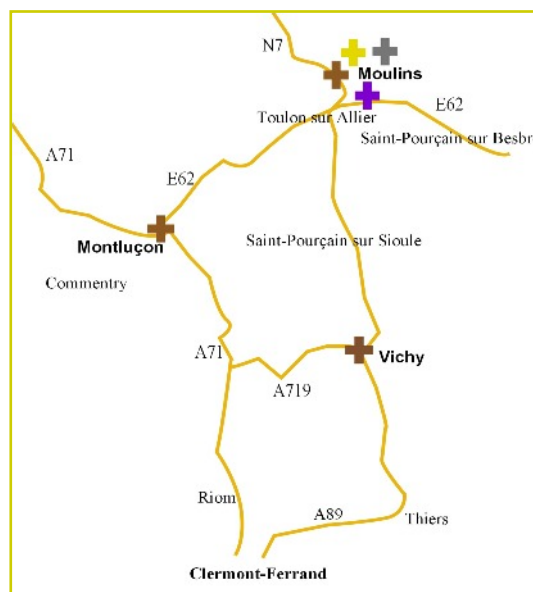 N7
Moulins
E62
Toulon sur Allier
Saint-Pourçain sur Besbr
A71
E62
Montluçon
Saint-Pourçain sur Sioule
Commentry
A71
Vichy
A719
Riom
A89
Thiers
Clermont-Ferrand